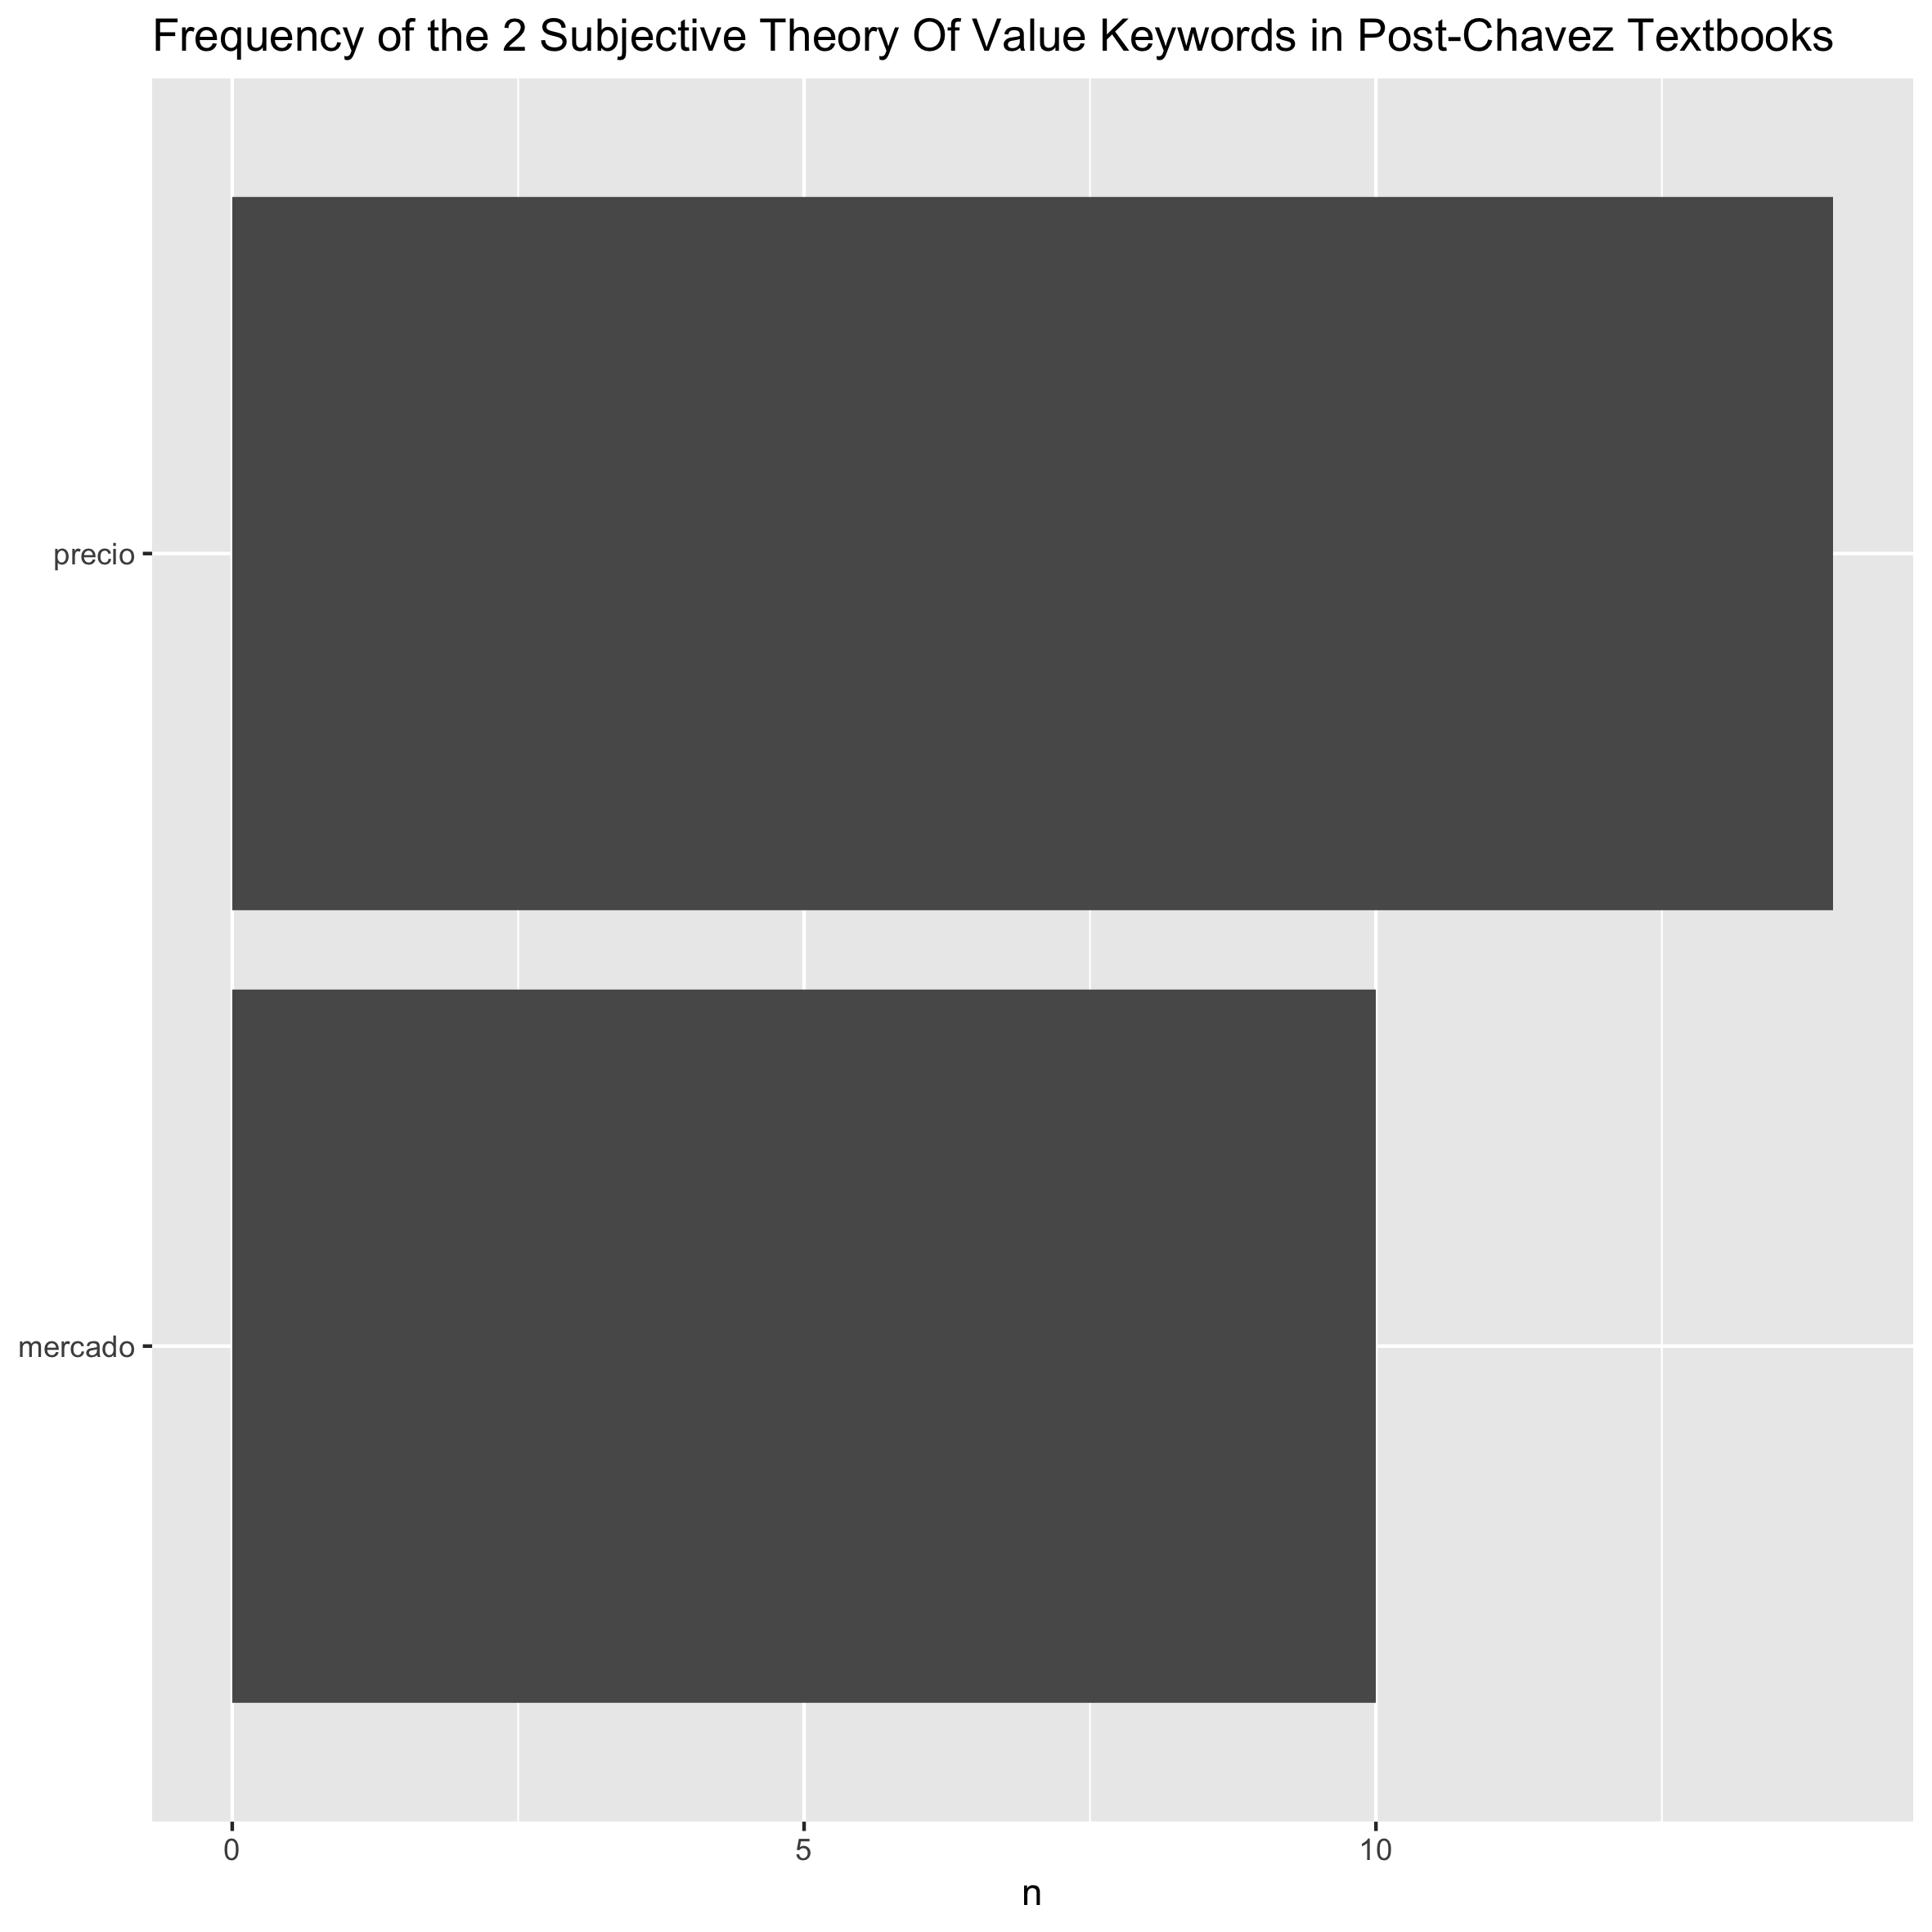 Frequency of the 2 Subjective Theory Of Value Keywords in Post-Chavez Textbooks
precio
mercado
0 5 10
n